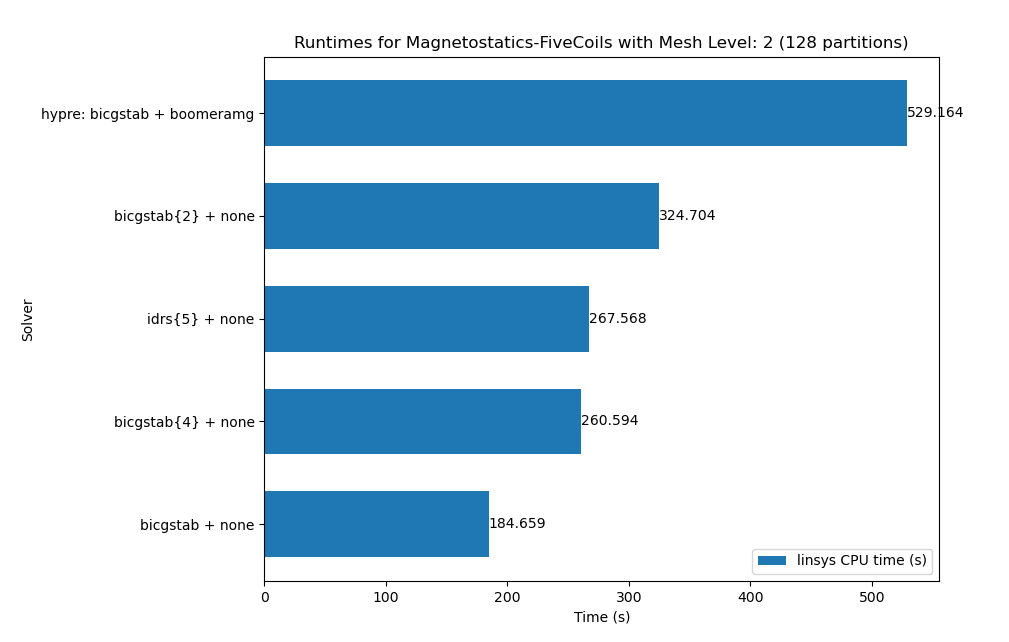 Runtimes for Magnetostatics-FiveCoils with Mesh Level: 2 (128 partitions)
hypre: bicgstab + boomeramg
529.164
bicgstab{2} + none
324.704
idrs{5} + none
267.568
bicgstab{4} + none
260.594
bicgstab + none
184.659
Solver
linsys CPU time (s)
0 100 200 300 400 500
Time (s)